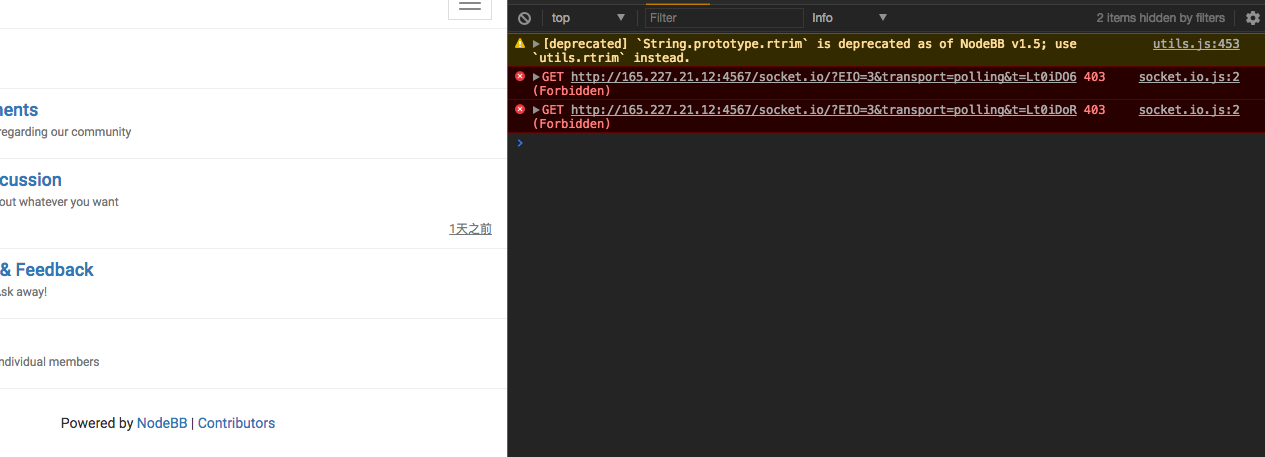 top
Filter
Info
2 items hidden by filters
[deprecated] `String.prototype.rtrim` is deprecated as of NodeBB v1.5; use utils.js:453
`utils.rtrim` instead.
GET http://165.227.21.12:4567/socket.io/?EIO=3&transport=polling&t=Lt0iDO6 403 socket.io.js:2
(Forbidden)
GET http://165.227.21.12:4567/socket.io/?EIO=3&transport=polling&t=Lt0iDoR 403 socket.io.js:2
(Forbidden)
nents
regarding our community
cussion
out whatever you want
1天之前
& Feedback
Ask away!
ndividual members
Powered by NodeBB | Contributors